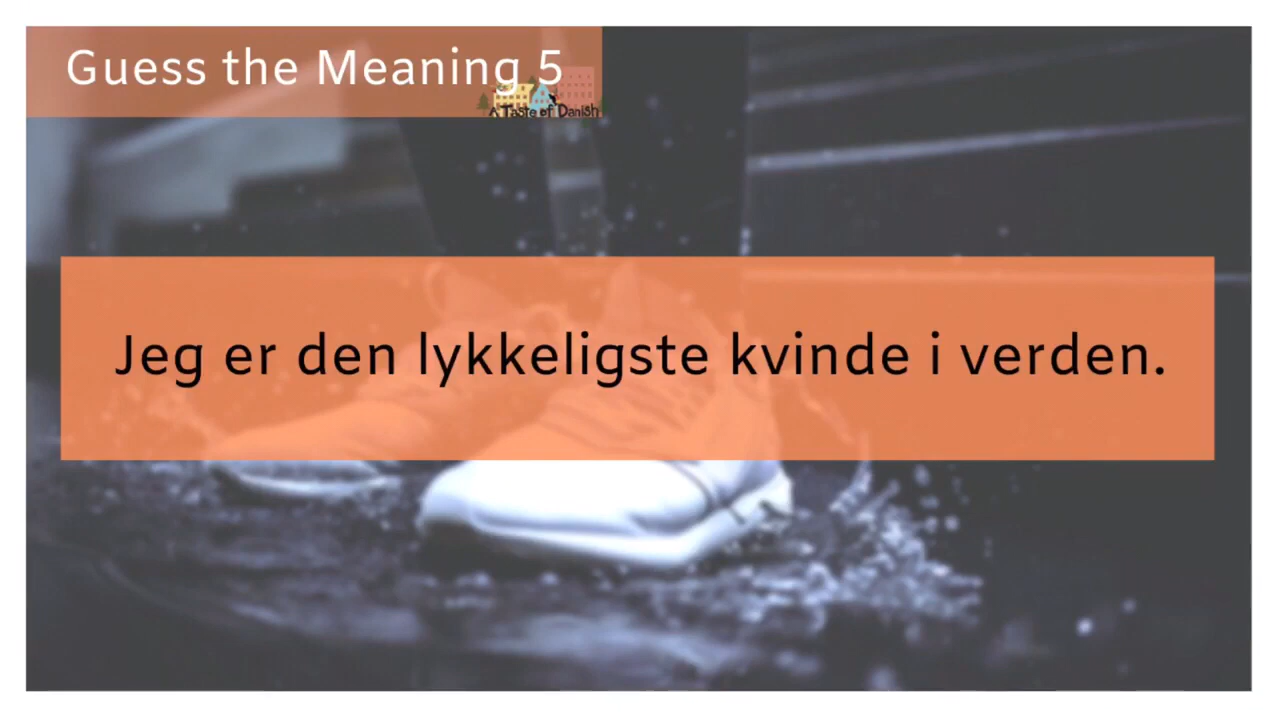 Guess the Meaning 5
A Taste of Danish
Jeg er den lykkeligste kvinde i verden.